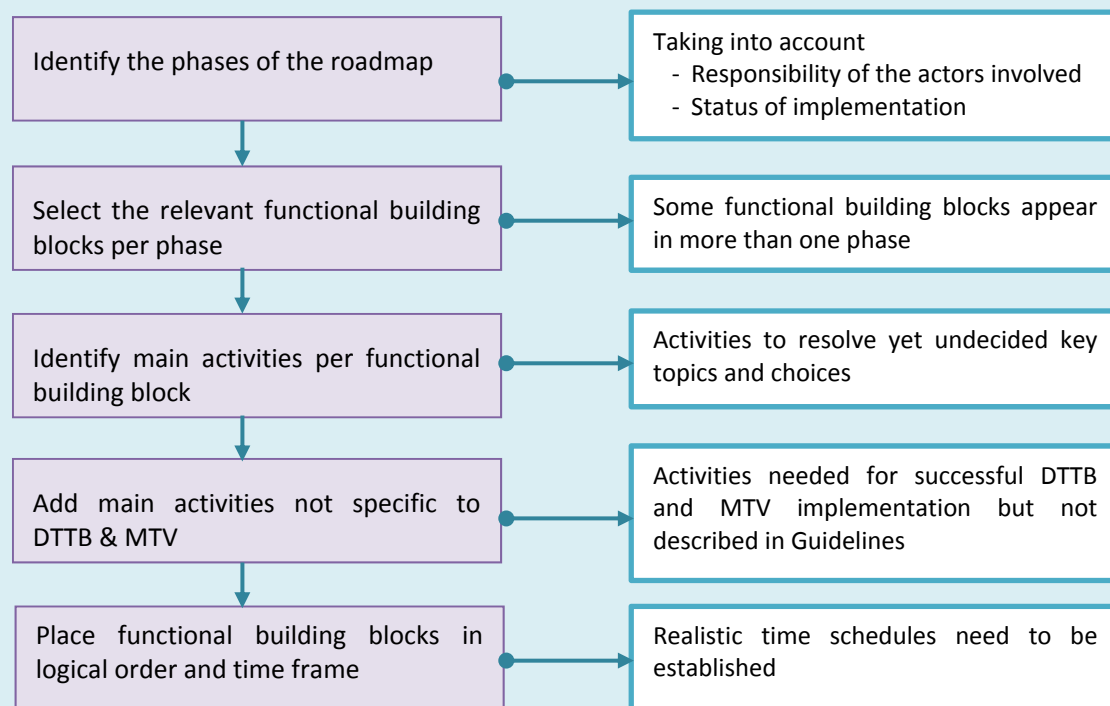 Identify the phases of the roadmap
Taking into account
- Responsibility of the actors involved
- Status of implementation
Select the relevant functional building
blocks per phase
Some functional building blocks appear
in more than one phase
Identify main activities per functional
building block
Activities to resolve yet undecided key
topics and choices
Add main activities not specific to
DTTB & MTV
Activities needed for successful DTTB
and MTV implementation but not
described in Guidelines
Place functional building blocks in
logical order and time frame
Realistic time schedules need to be
established